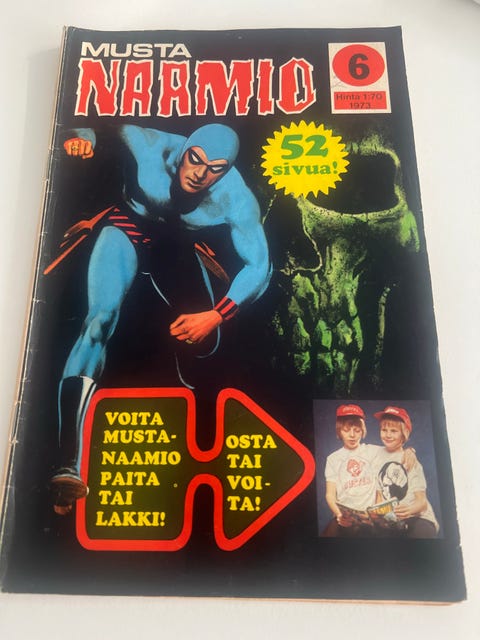 MUSTA
NAAMIO
6
Hinta 1:70
1973
52
sivua!
VOITA
MUSTA-
NAAMIO
PAITA
TAI
LAKKI!
OSTA
TAI
VOI-
TA!